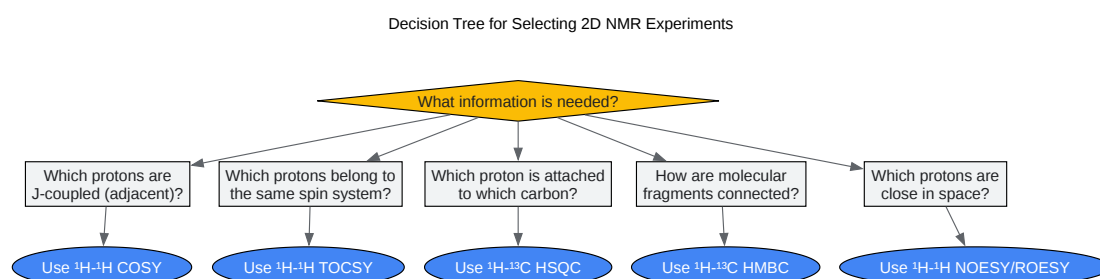 Decision Tree for Selecting 2D NMR Experiments
What information is needed?
Which protons are
J-coupled (adjacent)?
Which protons belong to
the same spin system?
Which proton is attached
to which carbon?
How are molecular
fragments connected?
Which protons are
close in space?
Use ¹H-¹H COSY
Use ¹H-¹H TOCSY
Use ¹H-¹³C HSQC
Use ¹H-¹³C HMBC
Use ¹H-¹H NOESY/ROESY